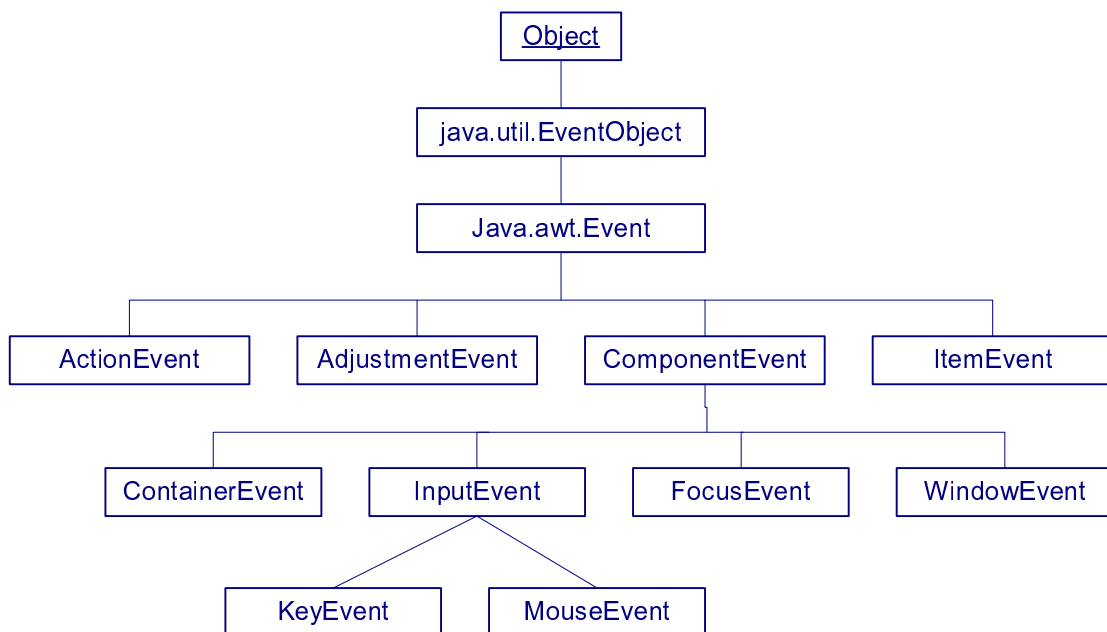 Object
java.util.EventObject
Java.awt.Event
ActionEvent
AdjustmentEvent
ComponentEvent
ItemEvent
ContainerEvent
InputEvent
FocusEvent
WindowEvent
KeyEvent
MouseEvent